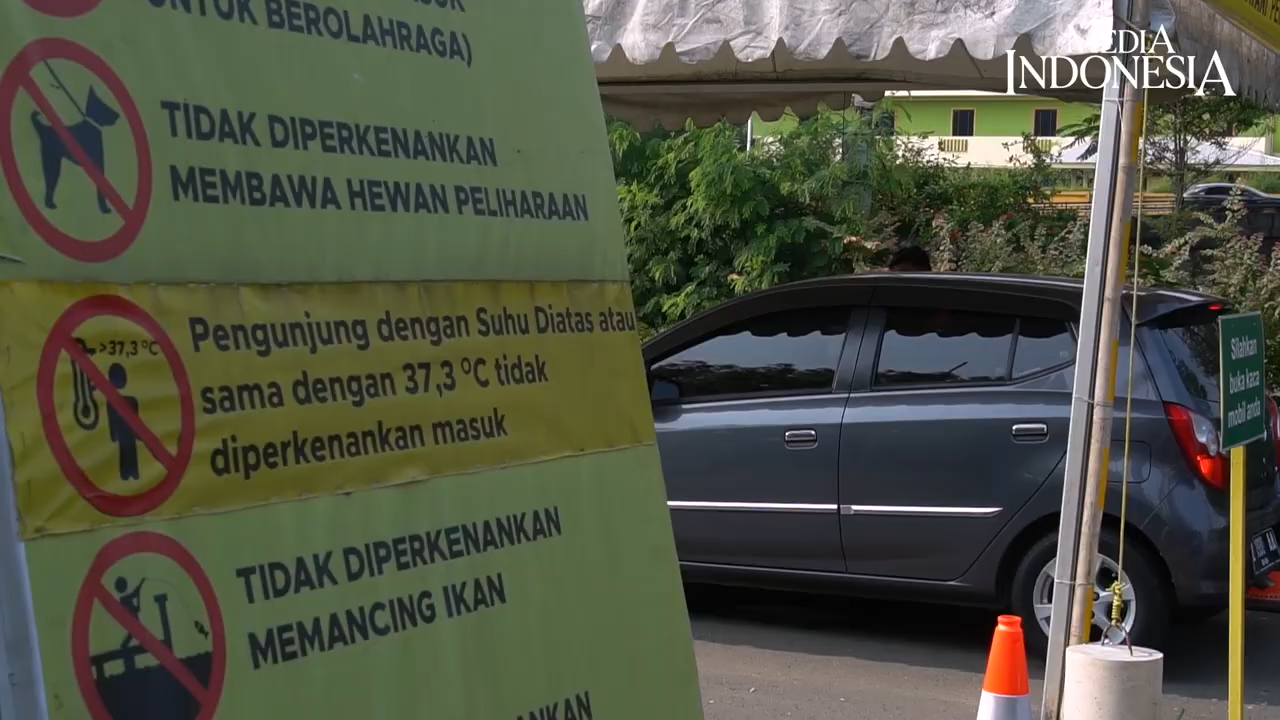 UNTUK BEROLAHRAGA)
TIDAK DIPERKENANKAN
MEMBAWA HEWAN PELIHARAAN
>37,3 °C
Pengunjung dengan Suhu Diatas atau
sama dengan 37,3 °C tidak
diperkenankan masuk
TIDAK DIPERKENANKAN
MEMANCING IKAN
MEDIA
INDONESIA
Silahkan
buka kaca
mobil anda